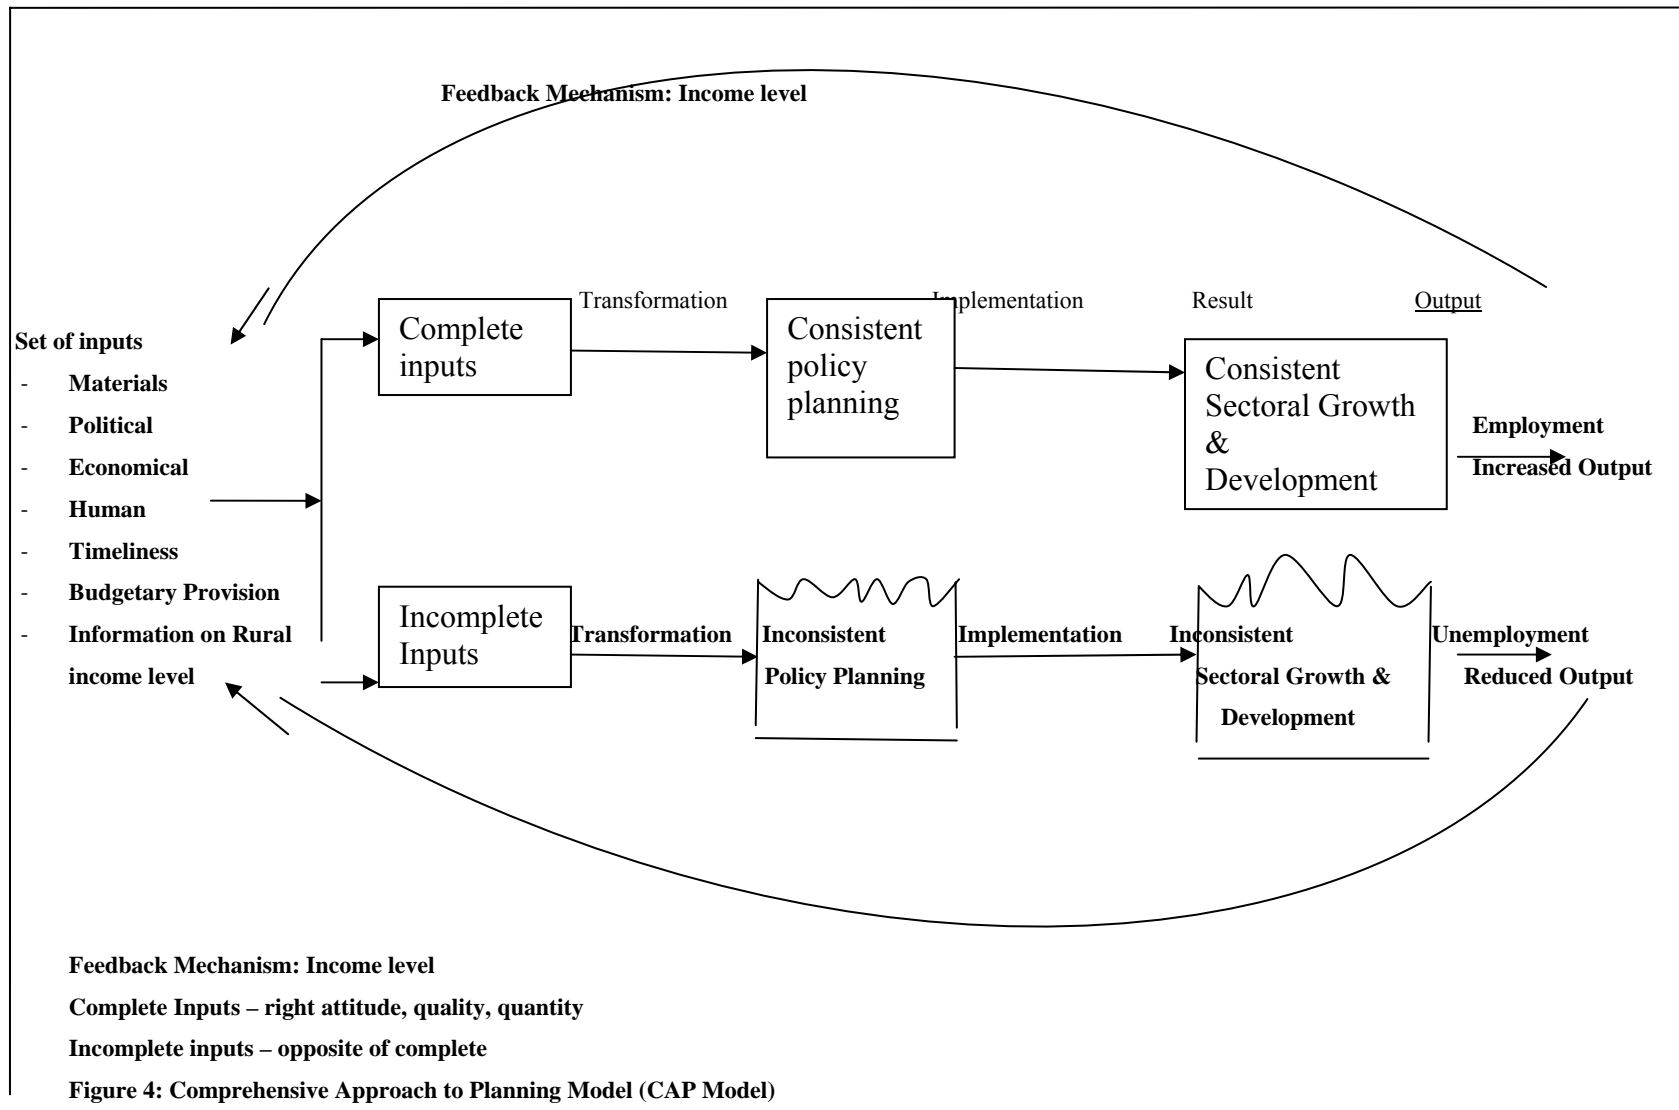 Feedback Mechanism: Income level
Transformation
Implementation
Result
Output
Set of inputs
- Materials
- Political
- Economical
- Human
- Timeliness
- Budgetary Provision
- Information on Rural
income level
Complete
inputs
Consistent
policy
planning
Consistent
Sectoral Growth
&
Development
Employment
Increased Output
Incomplete
Inputs
Transformation
Inconsistent
Policy Planning
Implementation
Inconsistent
Sectoral Growth &
Development
Unemployment
Reduced Output
Feedback Mechanism: Income level
Complete Inputs – right attitude, quality, quantity
Incomplete inputs – opposite of complete
Figure 4: Comprehensive Approach to Planning Model (CAP Model)